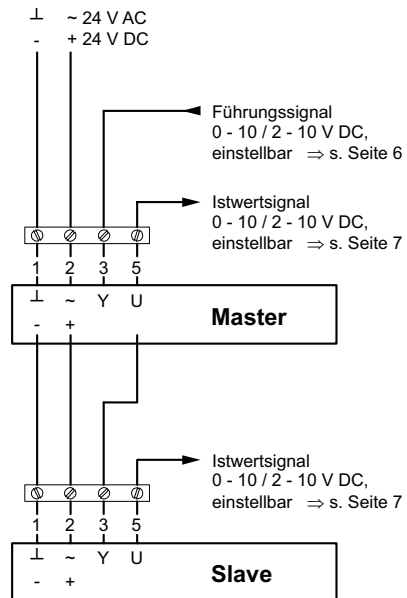 ⊥ ~ 24 V AC
- + 24 V DC
Führungssignal
0 - 10 / 2 - 10 V DC,
einstellbar ⇒ s. Seite 6
Istwertsignal
0 - 10 / 2 - 10 V DC,
einstellbar ⇒ s. Seite 7
1 2 3 5
⊥ ~ Y U
- +
Master
Istwertsignal
0 - 10 / 2 - 10 V DC,
einstellbar ⇒ s. Seite 7
1 2 3 5
⊥ ~ Y U
- +
Slave